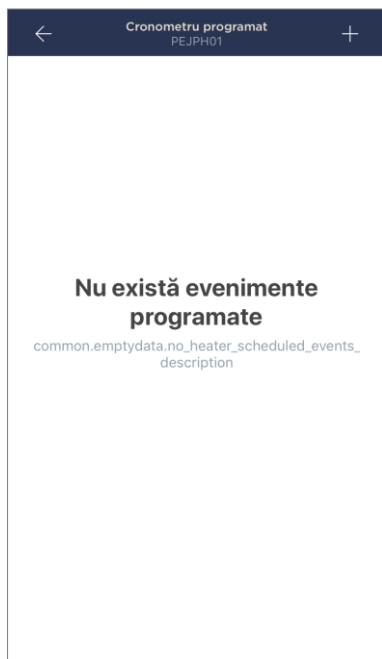 Cronometru programat
PEJPH01
Nu există evenimente
programate
common.emptydata.no_heater_scheduled_events_
description